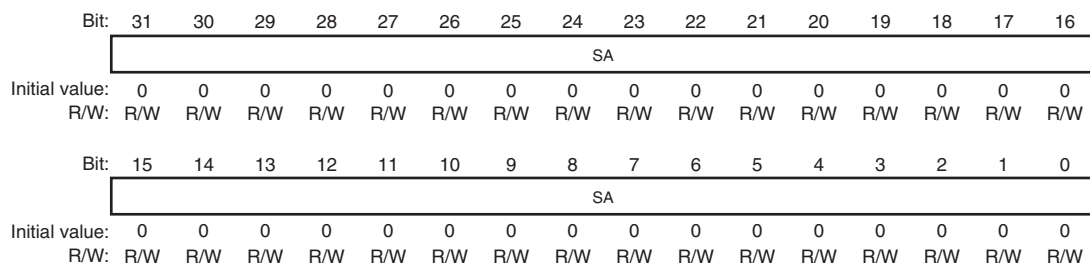 Bit: 31 30 29 28 27 26 25 24 23 22 21 20 19 18 17 16
SA
Initial value: 0 0 0 0 0 0 0 0 0 0 0 0 0 0 0 0
R/W: R/W R/W R/W R/W R/W R/W R/W R/W R/W R/W R/W R/W R/W R/W R/W R/W
Bit: 15 14 13 12 11 10 9 8 7 6 5 4 3 2 1 0
SA
Initial value: 0 0 0 0 0 0 0 0 0 0 0 0 0 0 0 0
R/W: R/W R/W R/W R/W R/W R/W R/W R/W R/W R/W R/W R/W R/W R/W R/W R/W